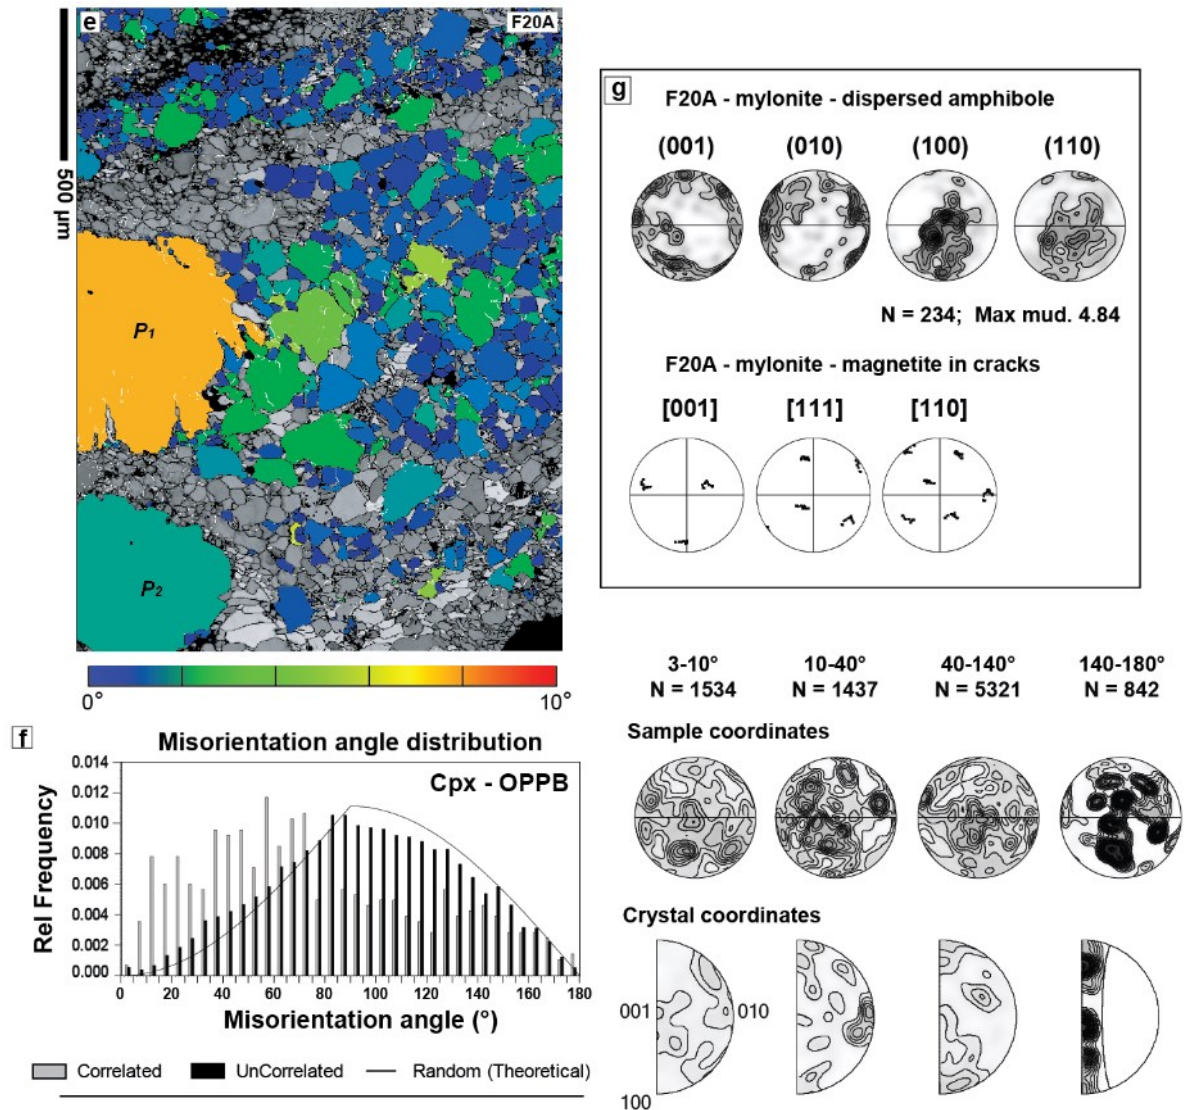 e
F20A
500 µm
P1
P2
0°
10°
g
F20A - mylonite - dispersed amphibole
(001) (010) (100) (110)
N = 234; Max mud. 4.84
F20A - mylonite - magnetite in cracks
[001] [111] [110]
f
Misorientation angle distribution
Cpx - OPPB
Rel Frequency
0.014
0.012
0.010
0.008
0.006
0.004
0.002
0.000
0 20 40 60 80 100 120 140 160 180
Misorientation angle (°)
Correlated UnCorrelated Random (Theoretical)
3-10° 10-40° 40-140° 140-180°
N = 1534 N = 1437 N = 5321 N = 842
Sample coordinates
Crystal coordinates
001 010
100